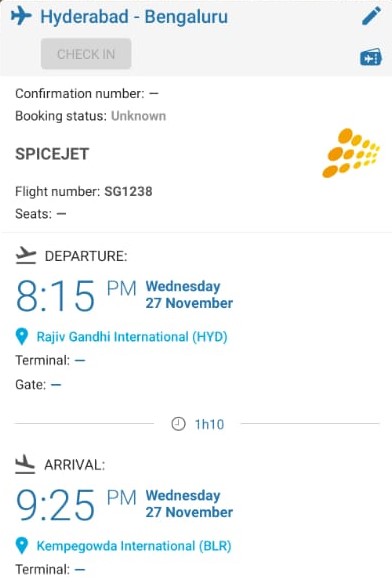 Hyderabad - Bengaluru
CHECK IN
Confirmation number: —
Booking status: Unknown
SPICEJET
Flight number: SG1238
Seats: —
DEPARTURE:
8:15 PM Wednesday
27 November
Rajiv Gandhi International (HYD)
Terminal: —
Gate: —
1h10
ARRIVAL:
9:25 PM Wednesday
27 November
Kempegowda International (BLR)
Terminal: —